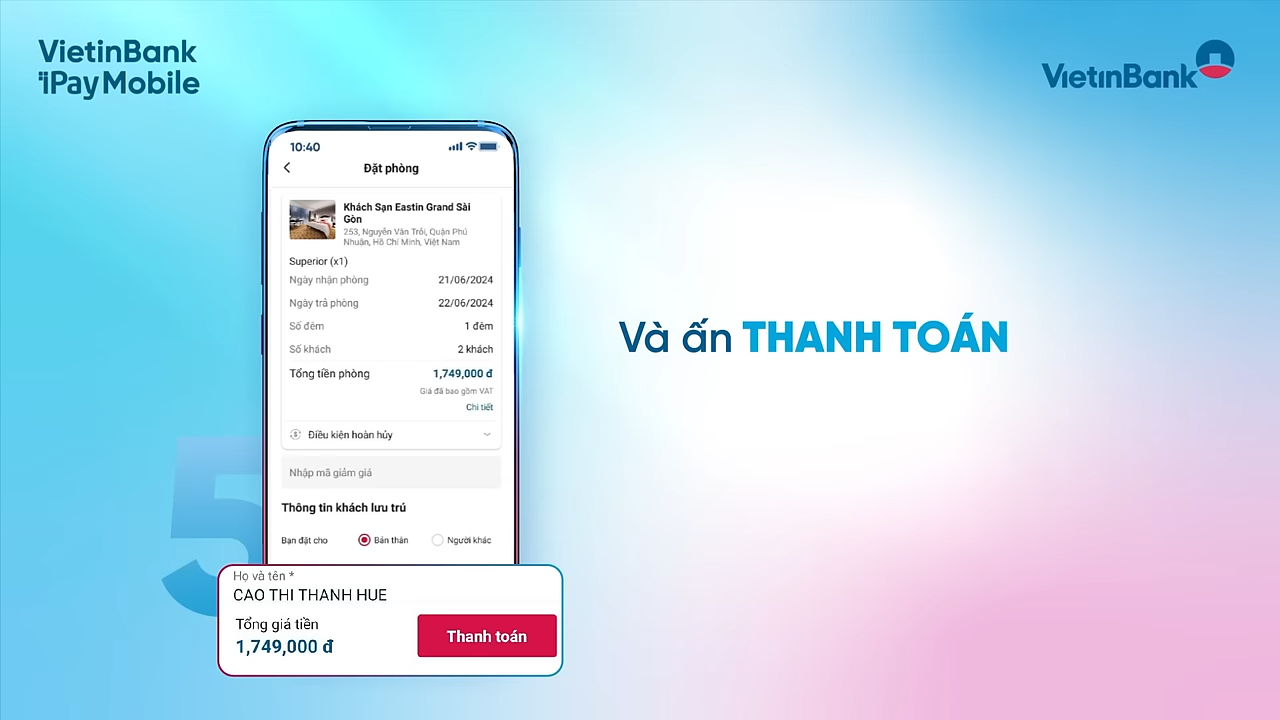 VietinBank
iPay Mobile
VietinBank
10:40
Đặt phòng
Khách Sạn Eastin Grand Sài
Gòn
253, Nguyễn Văn Trỗi, Quận Phú
Nhuận, Hồ Chí Minh, Việt Nam
Superior (x1)
Ngày nhận phòng 21/06/2024
Ngày trả phòng 22/06/2024
Số đêm 1 đêm
Số khách 2 khách
Tổng tiền phòng 1,749,000 đ
Giá đã bao gồm VAT
Chi tiết
Điều kiện hoàn hủy
Nhập mã giảm giá
Thông tin khách lưu trú
Bạn đặt cho Bản thân Người khác
Họ và tên *
CAO THI THANH HUE
Tổng giá tiền
1,749,000 đ
Thanh toán
5
Và ấn THANH TOÁN